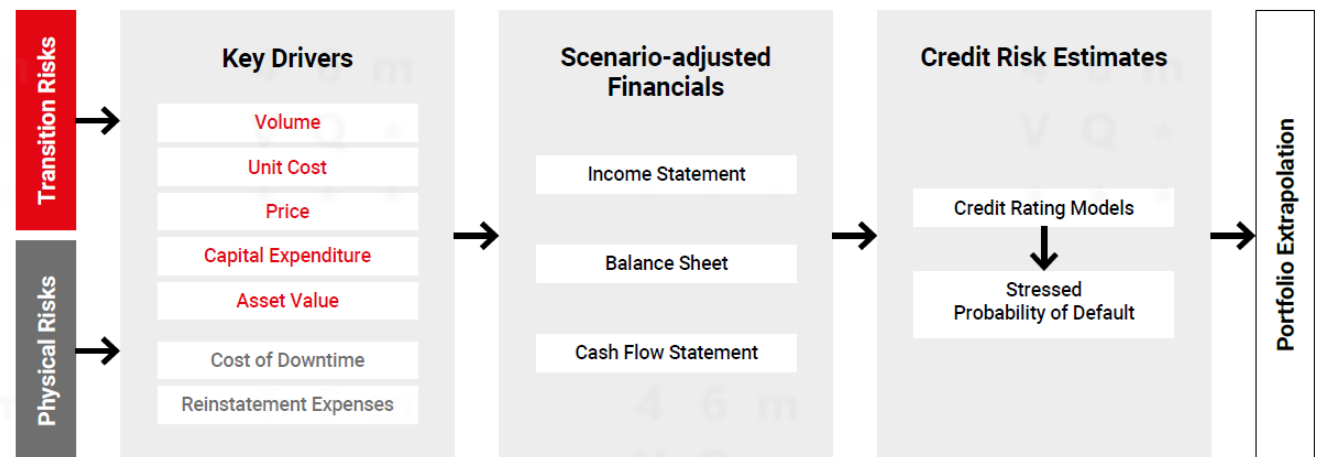 Transition Risks
Physical Risks
Key Drivers
Volume
Unit Cost
Price
Capital Expenditure
Asset Value
Cost of Downtime
Reinstatement Expenses
Scenario-adjusted
Financials
Income Statement
Balance Sheet
Cash Flow Statement
Credit Risk Estimates
Credit Rating Models
Stressed
Probability of Default
Portfolio Extrapolation